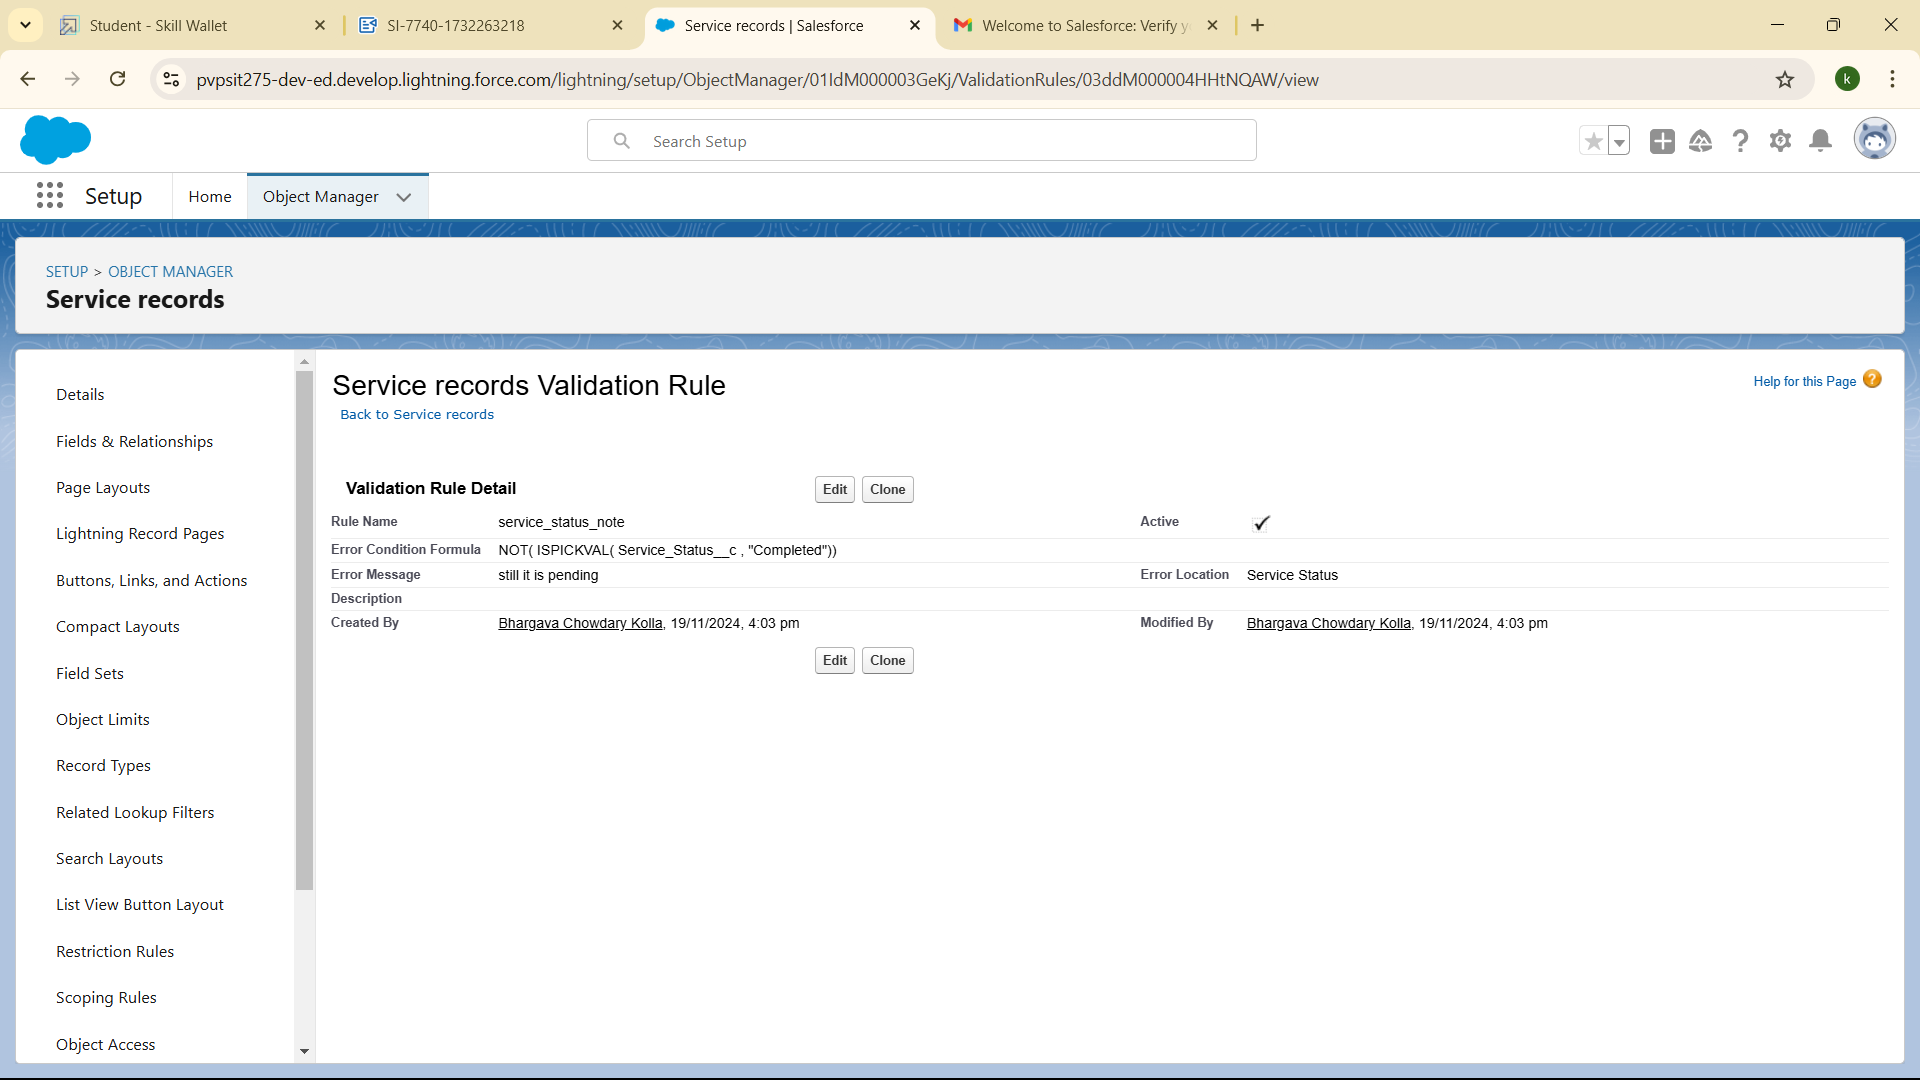 Student - Skill Wallet
SI-7740-1732263218
Service records | Salesforce
Welcome to Salesforce: Verify y
pvpsit275-dev-ed.develop.lightning.force.com/lightning/setup/ObjectManager/01IdM000003GeKj/ValidationRules/03ddM000004HHtNQAW/view
k
Search Setup
Setup
Home
Object Manager
SETUP > OBJECT MANAGER
Service records
Details
Fields & Relationships
Page Layouts
Lightning Record Pages
Buttons, Links, and Actions
Compact Layouts
Field Sets
Object Limits
Record Types
Related Lookup Filters
Search Layouts
List View Button Layout
Restriction Rules
Scoping Rules
Object Access
Service records Validation Rule
Help for this Page ?
Back to Service records
Validation Rule Detail
Edit Clone
Rule Name service_status_note Active
Error Condition Formula NOT( ISPICKVAL( Service_Status__c , "Completed"))
Error Message still it is pending Error Location Service Status
Description
Created By Bhargava Chowdary Kolla, 19/11/2024, 4:03 pm Modified By Bhargava Chowdary Kolla, 19/11/2024, 4:03 pm
Edit Clone